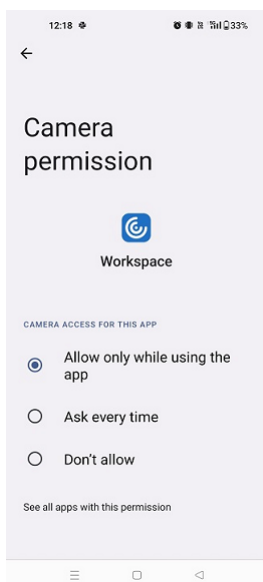 12:18 33%
Camera
permission
Workspace
CAMERA ACCESS FOR THIS APP
Allow only while using the
app
Ask every time
Don't allow
See all apps with this permission